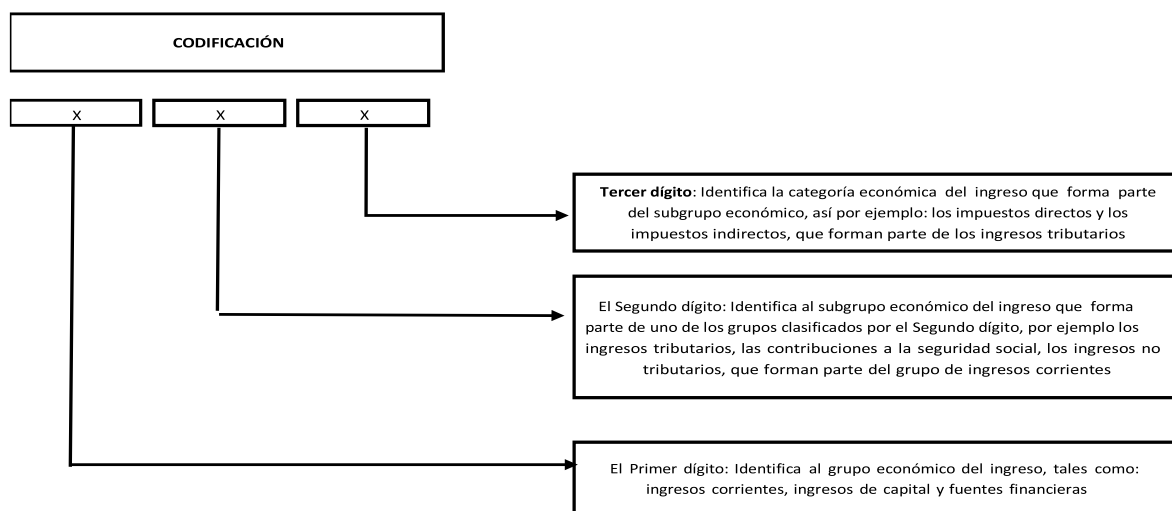 CODIFICACIÓN
X X X
Tercer dígito: Identifica la categoría económica del ingreso que forma parte
del subgrupo económico, así por ejemplo: los impuestos directos y los
impuestos indirectos, que forman parte de los ingresos tributarios
El Segundo dígito: Identifica al subgrupo económico del ingreso que forma
parte de uno de los grupos clasificados por el Segundo dígito, por ejemplo los
ingresos tributarios, las contribuciones a la seguridad social, los ingresos no
tributarios, que forman parte del grupo de ingresos corrientes
El Primer dígito: Identifica al grupo económico del ingreso, tales como:
ingresos corrientes, ingresos de capital y fuentes financieras